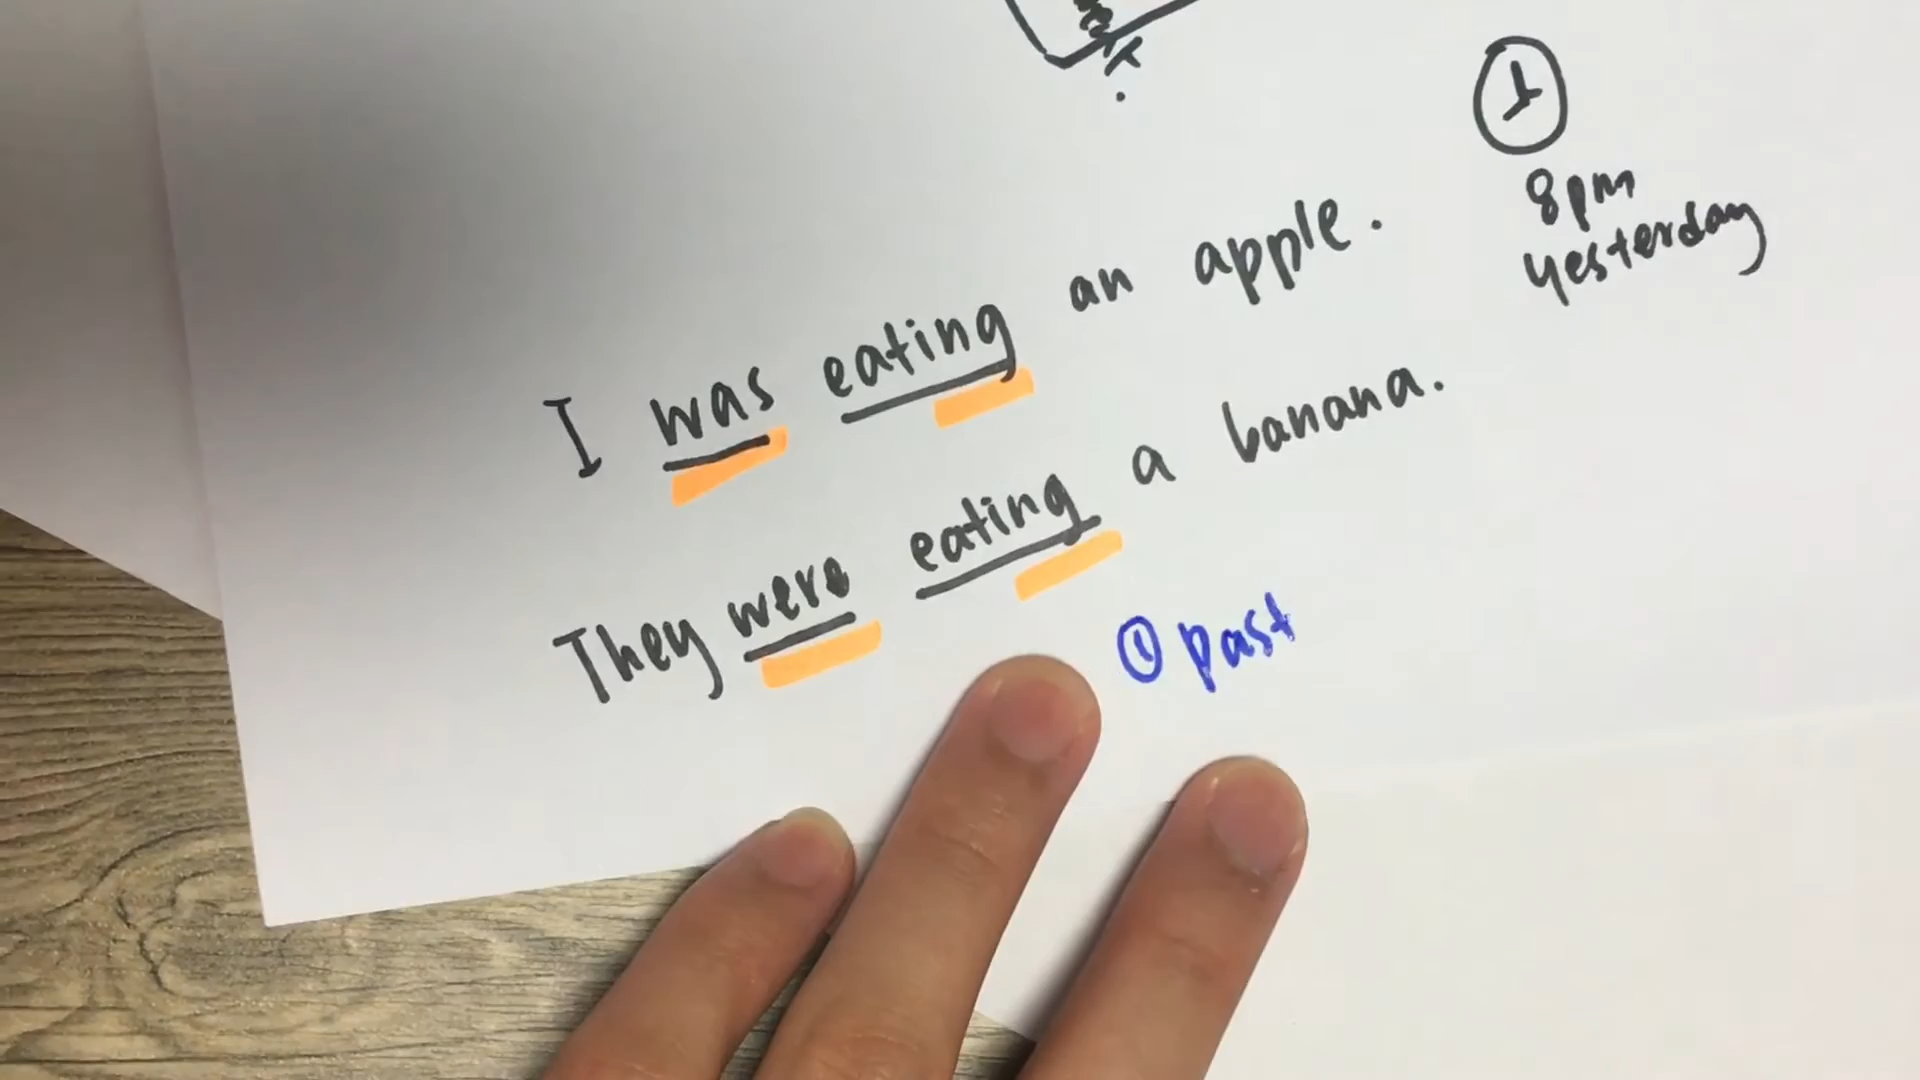 8pm
yesterday
I was eating an apple.
They were eating a banana.
① past